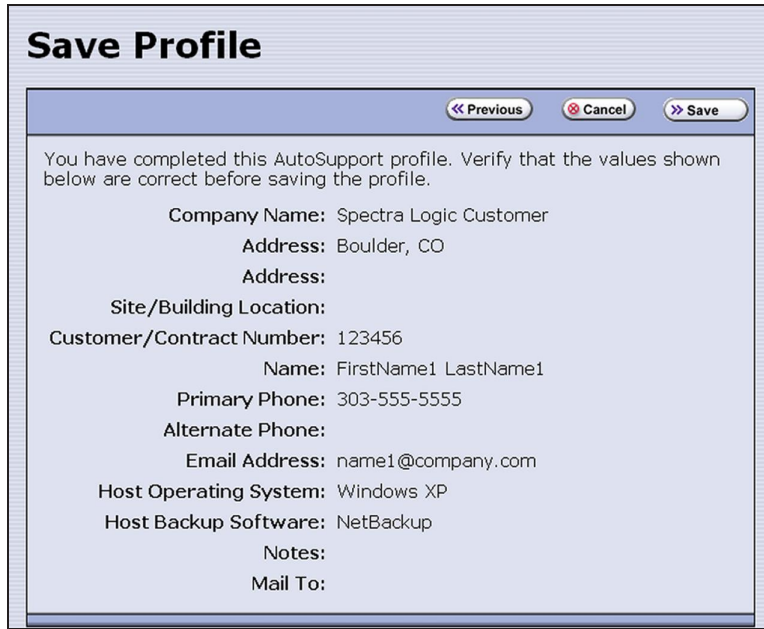 Save Profile
Previous
Cancel
Save
You have completed this AutoSupport profile. Verify that the values shown
below are correct before saving the profile.
Company Name: Spectra Logic Customer
Address: Boulder, CO
Address:
Site/Building Location:
Customer/Contract Number: 123456
Name: FirstName1 LastName1
Primary Phone: 303-555-5555
Alternate Phone:
Email Address: name1@company.com
Host Operating System: Windows XP
Host Backup Software: NetBackup
Notes:
Mail To: